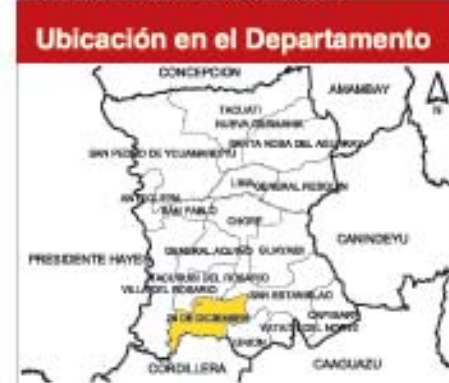 Ubicación en el Departamento
CONCEPCION
AMAMBAY
N
TACUATI
NUEVA GERMANIA
SANTA ROSA DEL AGUARAY
SAN PEDRO DE YCUAMANDYYU
LIMA GENERAL RESQUIN
ANTEQUERA
SAN PABLO
CHORE
CANINDEYU
GENERAL AQUINO GUAYAIBI
PRESIDENTE HAYES
ITACURUBI DEL ROSARIO
VILLA DEL ROSARIO
SAN ESTANISLAO
25 DE DICIEMBRE
CAPIIBARY
YATAITY DEL NORTE
UNION
CORDILLERA
CAAGUAZU